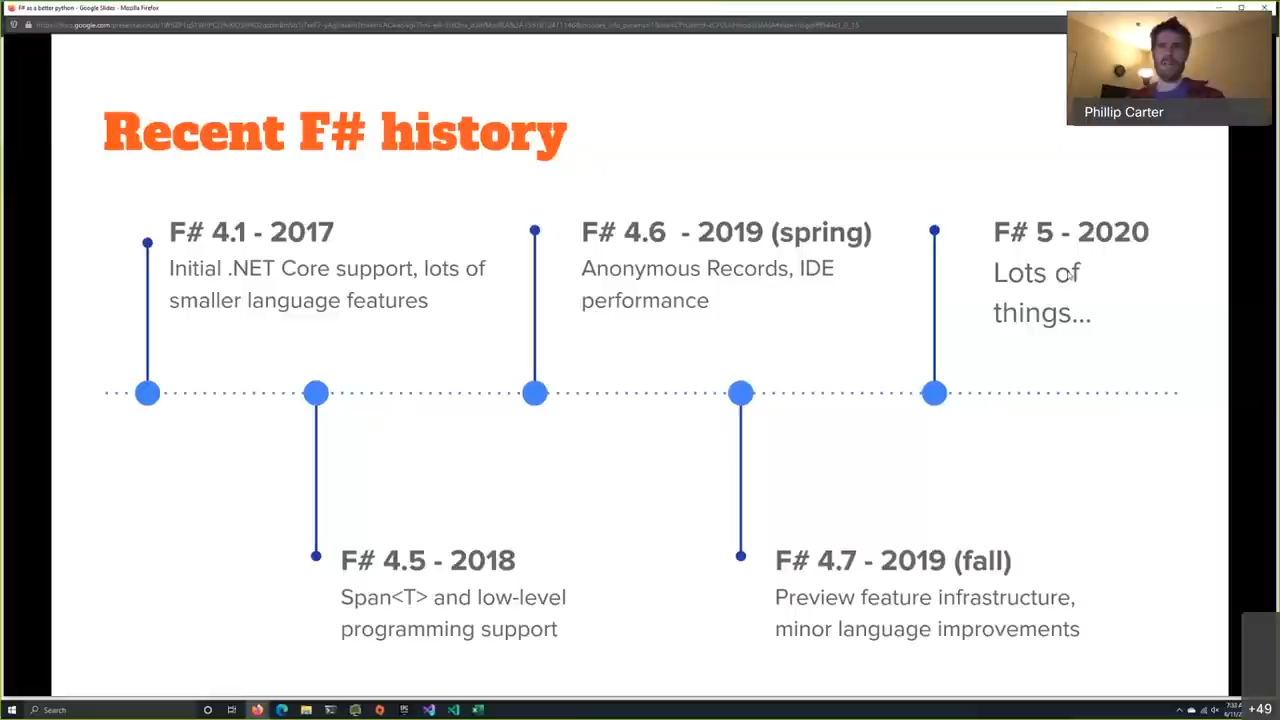 F# as a better python - Google Slides - Mozilla Firefox
Phillip Carter
Recent F# history
F# 4.1 - 2017
Initial .NET Core support, lots of
smaller language features
F# 4.6 - 2019 (spring)
Anonymous Records, IDE
performance
F# 5 - 2020
Lots of
things...
F# 4.5 - 2018
Span<T> and low-level
programming support
F# 4.7 - 2019 (fall)
Preview feature infrastructure,
minor language improvements
Search
+49